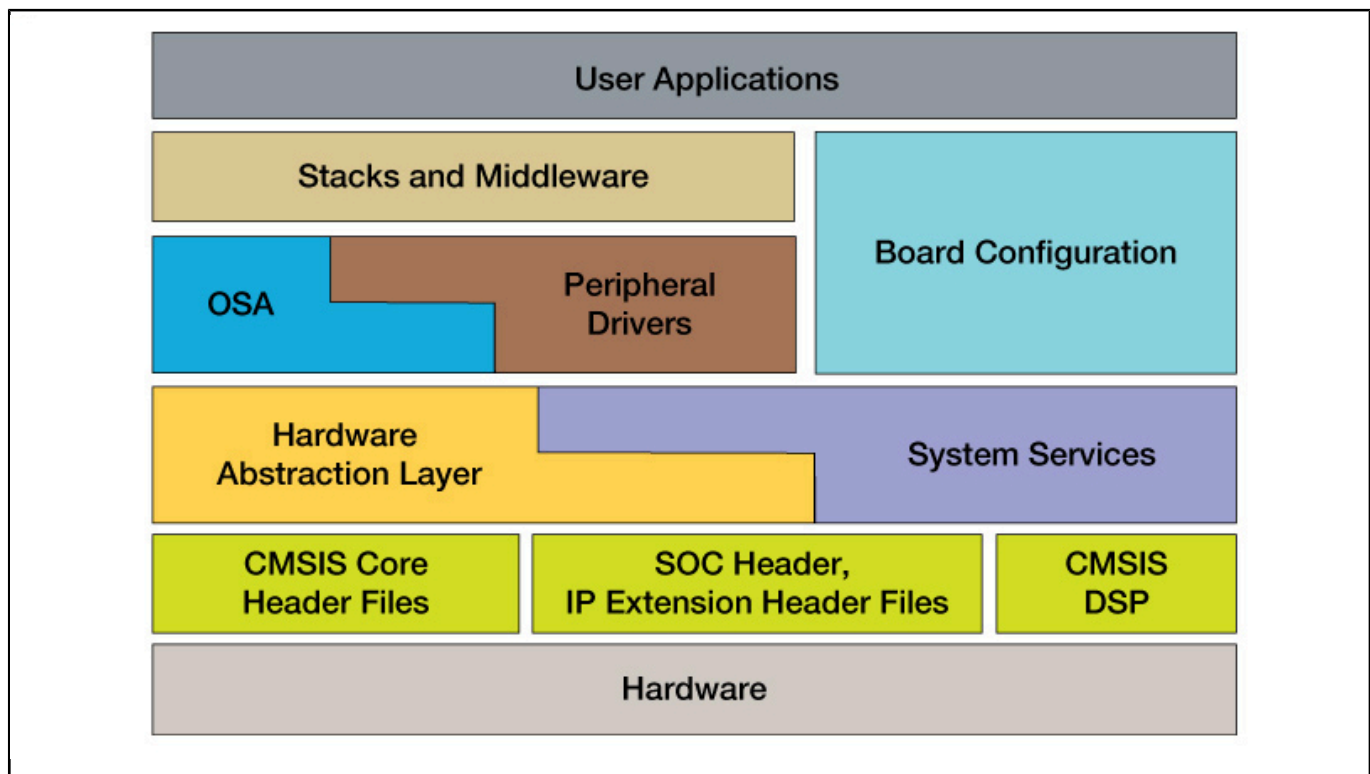 User Applications
Stacks and Middleware
Board Configuration
OSA
Peripheral
Drivers
Hardware
Abstraction Layer
System Services
CMSIS Core
Header Files
SOC Header,
IP Extension Header Files
CMSIS
DSP
Hardware